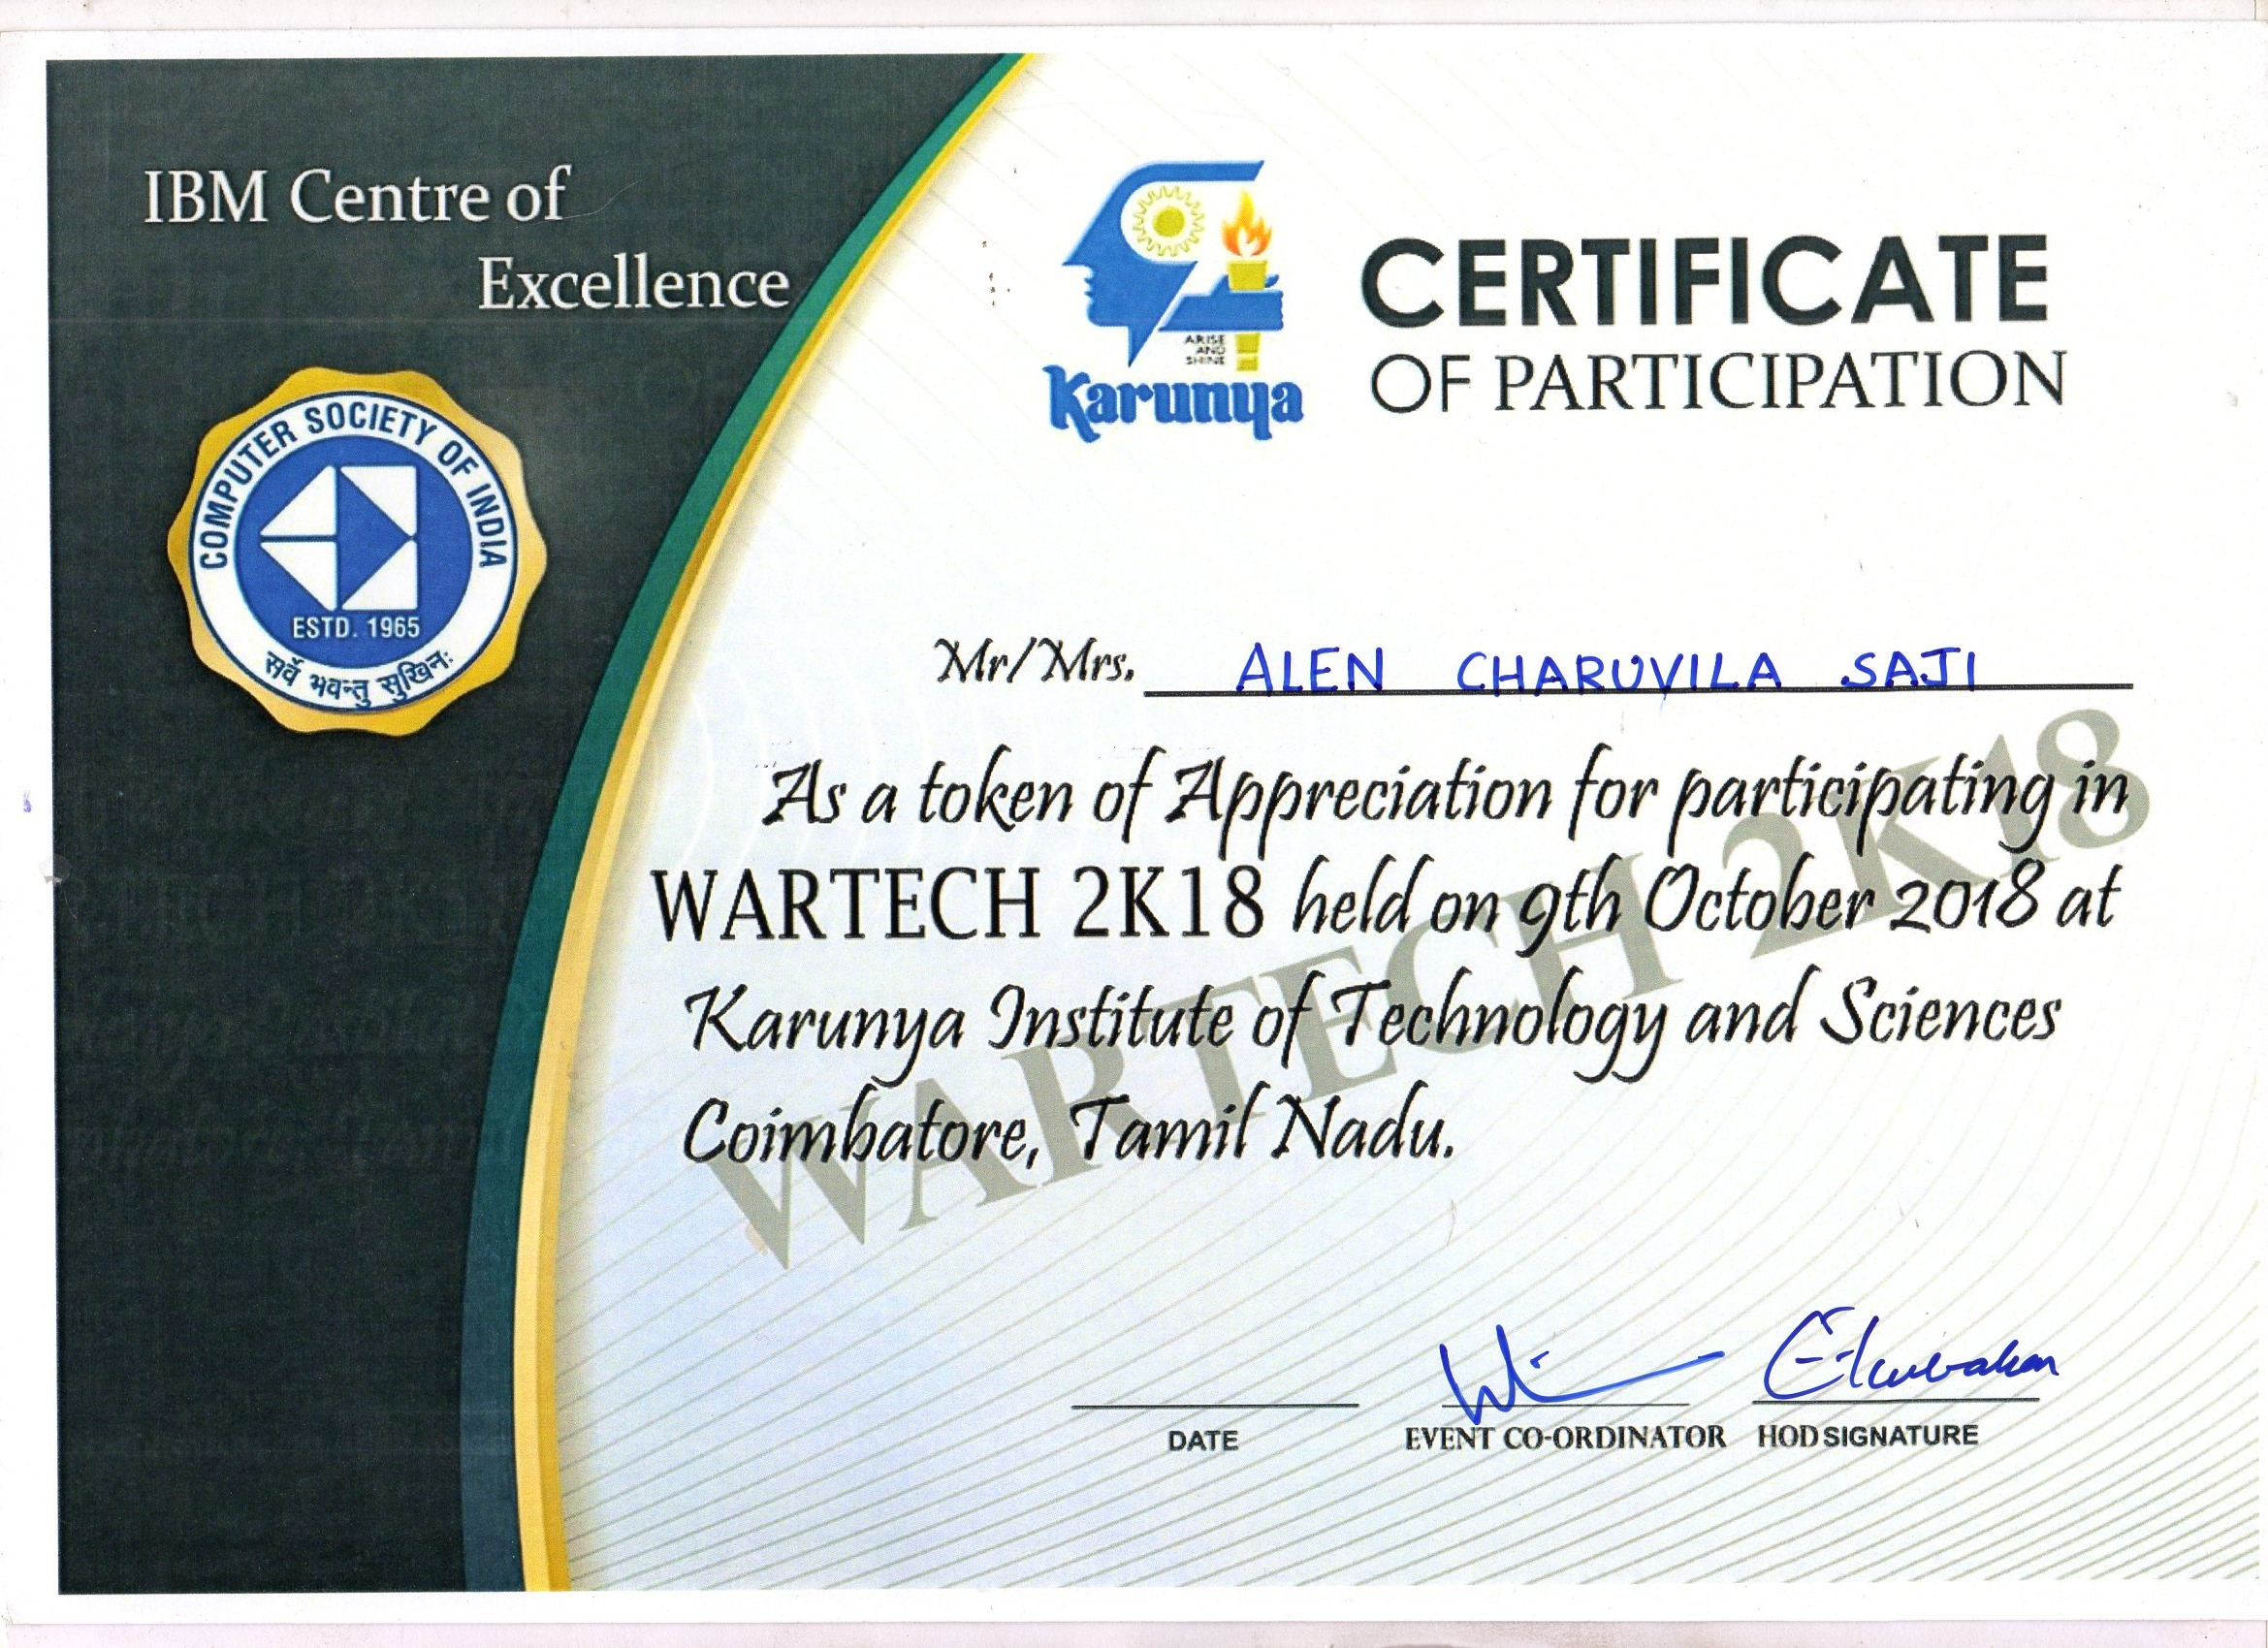 IBM Centre of
Excellence
COMPUTER SOCIETY OF INDIA
ESTD. 1965
सर्वे भवन्तु सुखिनः
ARISE
AND
SHINE
Karunya
CERTIFICATE
OF PARTICIPATION
Mr/Mrs. ALEN CHARUVILA SAJI
As a token of Appreciation for participating in
WARTECH 2K18 held on 9th October 2018 at
Karunya Institute of Technology and Sciences
Coimbatore, Tamil Nadu.
WARTECH 2K18
DATE
EVENT CO-ORDINATOR
HOD SIGNATURE